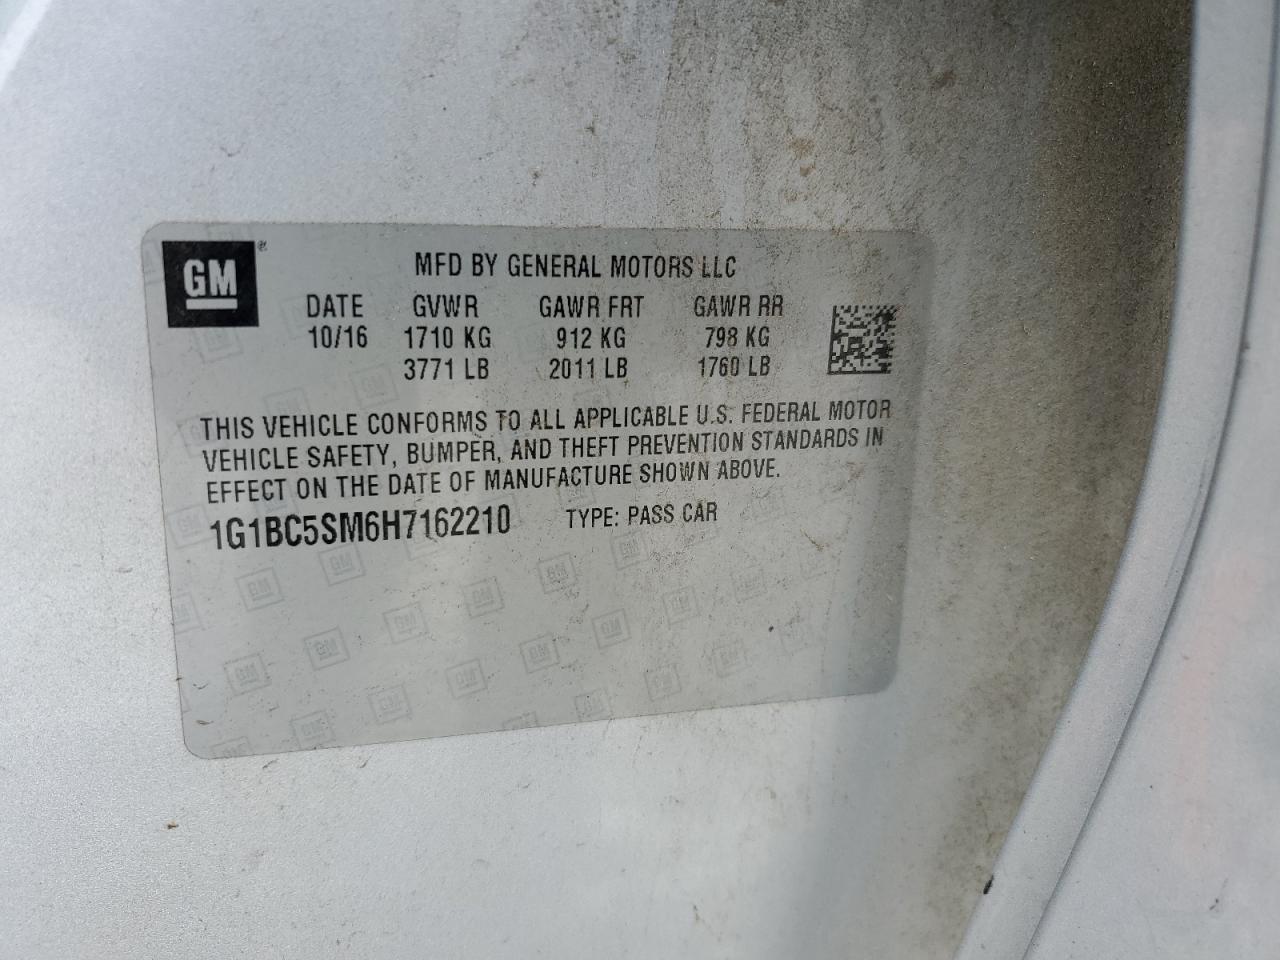 GM
MFD BY GENERAL MOTORS LLC
DATE GVWR GAWR FRT GAWR RR
10/16 1710 KG 912 KG 798 KG
3771 LB 2011 LB 1760 LB
THIS VEHICLE CONFORMS TO ALL APPLICABLE U.S. FEDERAL MOTOR
VEHICLE SAFETY, BUMPER, AND THEFT PREVENTION STANDARDS IN
EFFECT ON THE DATE OF MANUFACTURE SHOWN ABOVE.
1G1BC5SM6H7162210 TYPE: PASS CAR